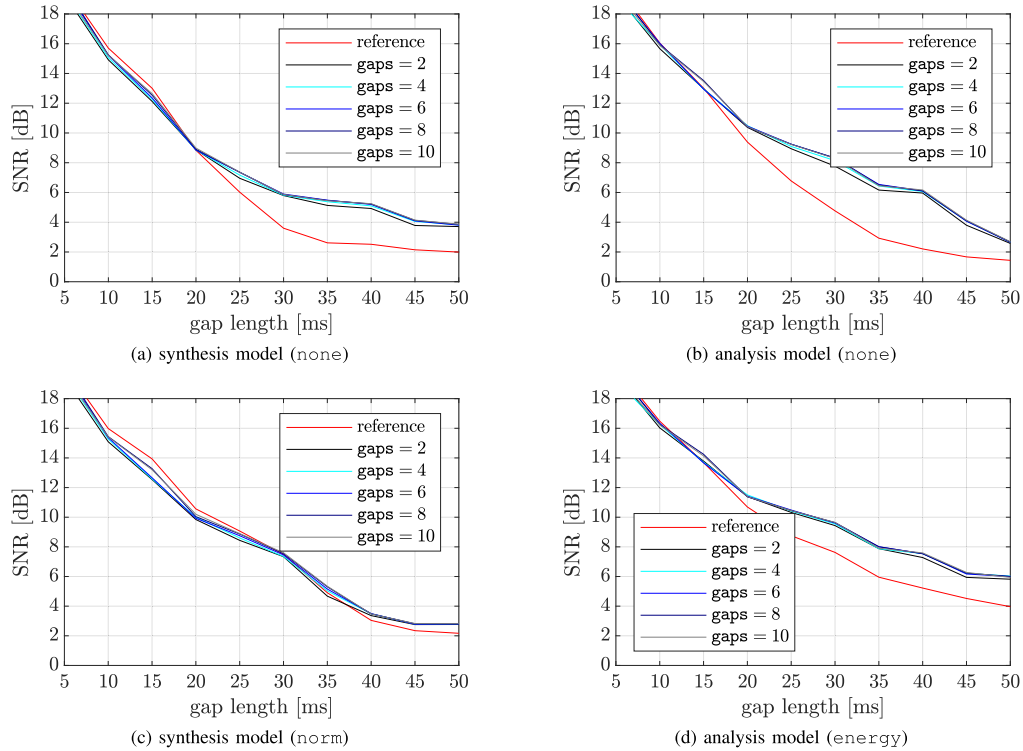 18
16
14
12
10
8
6
4
2
0
SNR [dB]
reference
gaps = 2
gaps = 4
gaps = 6
gaps = 8
gaps = 10
5 10 15 20 25 30 35 40 45 50
gap length [ms]
(a) synthesis model (none)
18
16
14
12
10
8
6
4
2
0
SNR [dB]
reference
gaps = 2
gaps = 4
gaps = 6
gaps = 8
gaps = 10
5 10 15 20 25 30 35 40 45 50
gap length [ms]
(b) analysis model (none)
18
16
14
12
10
8
6
4
2
0
SNR [dB]
reference
gaps = 2
gaps = 4
gaps = 6
gaps = 8
gaps = 10
5 10 15 20 25 30 35 40 45 50
gap length [ms]
(c) synthesis model (norm)
18
16
14
12
10
8
6
4
2
0
SNR [dB]
reference
gaps = 2
gaps = 4
gaps = 6
gaps = 8
gaps = 10
5 10 15 20 25 30 35 40 45 50
gap length [ms]
(d) analysis model (energy)